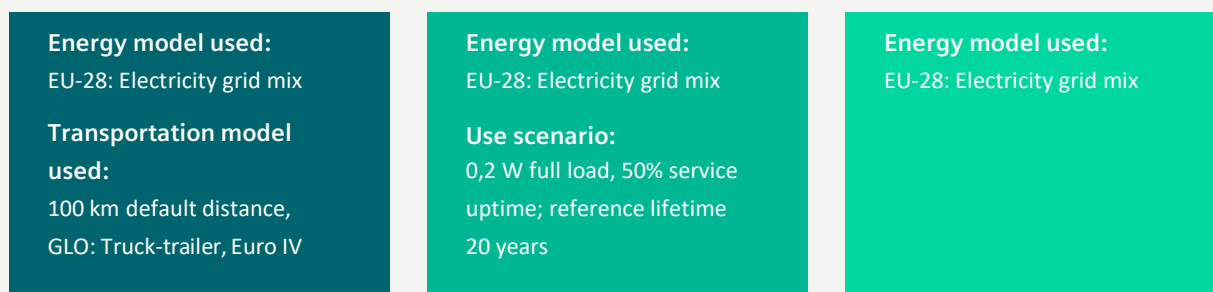 Energy model used:
EU-28: Electricity grid mix
Transportation model
used:
100 km default distance,
GLO: Truck-trailer, Euro IV
Energy model used:
EU-28: Electricity grid mix
Use scenario:
0,2 W full load, 50% service
uptime; reference lifetime
20 years
Energy model used:
EU-28: Electricity grid mix